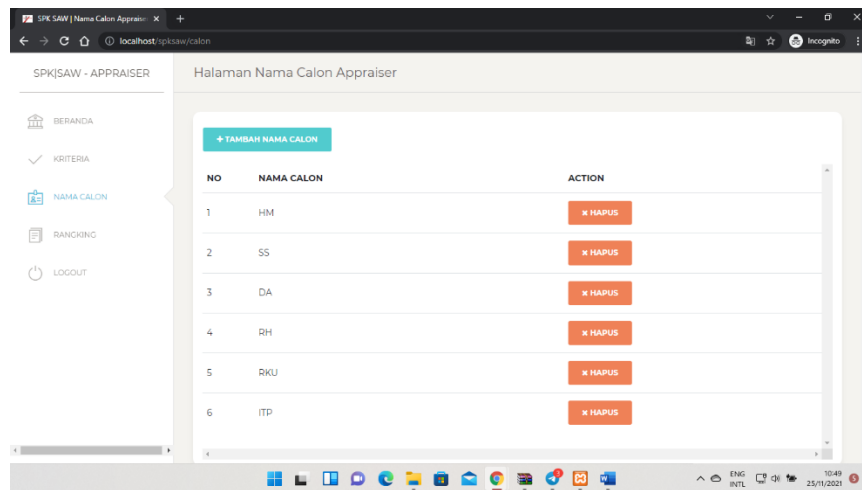 SPK SAW | Nama Calon Appraiser
localhost/spksaw/calon
Incognito
SPK|SAW - APPRAISER
Halaman Nama Calon Appraiser
BERANDA
KRITERIA
NAMA CALON
RANGKING
LOGOUT
+ TAMBAH NAMA CALON
NO NAMA CALON ACTION
1 HM × HAPUS
2 SS × HAPUS
3 DA × HAPUS
4 RH × HAPUS
5 RKU × HAPUS
6 ITP × HAPUS
ENG
INTL
10:49
25/11/2021